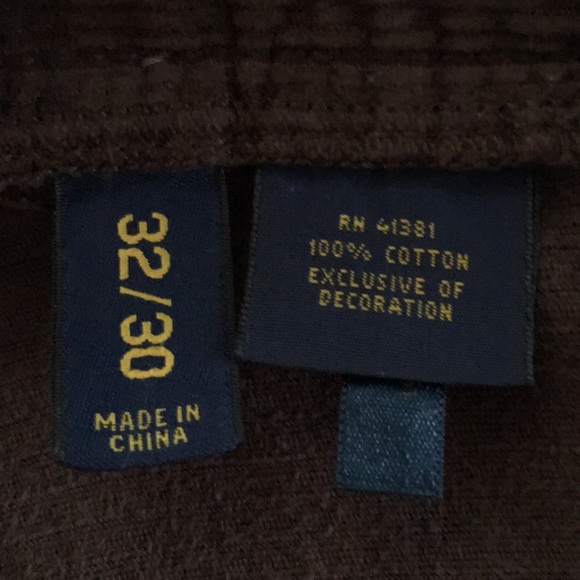 32/30
MADE IN
CHINA
RN 41381
100% COTTON
EXCLUSIVE OF
DECORATION